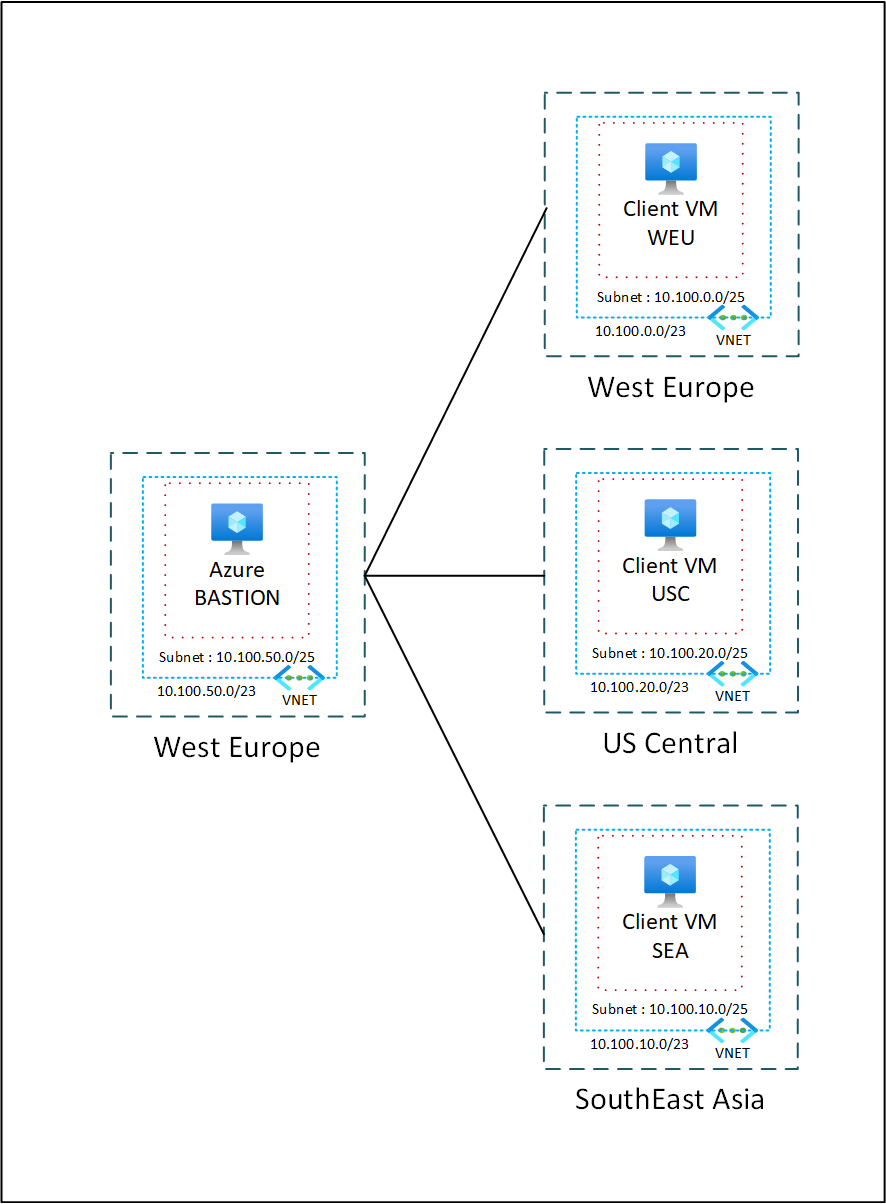 Client VM
WEU
Subnet : 10.100.0.0/25
10.100.0.0/23
VNET
West Europe
Azure
BASTION
Subnet : 10.100.50.0/25
10.100.50.0/23
VNET
West Europe
Client VM
USC
Subnet : 10.100.20.0/25
10.100.20.0/23
VNET
US Central
Client VM
SEA
Subnet : 10.100.10.0/25
10.100.10.0/23
VNET
SouthEast Asia